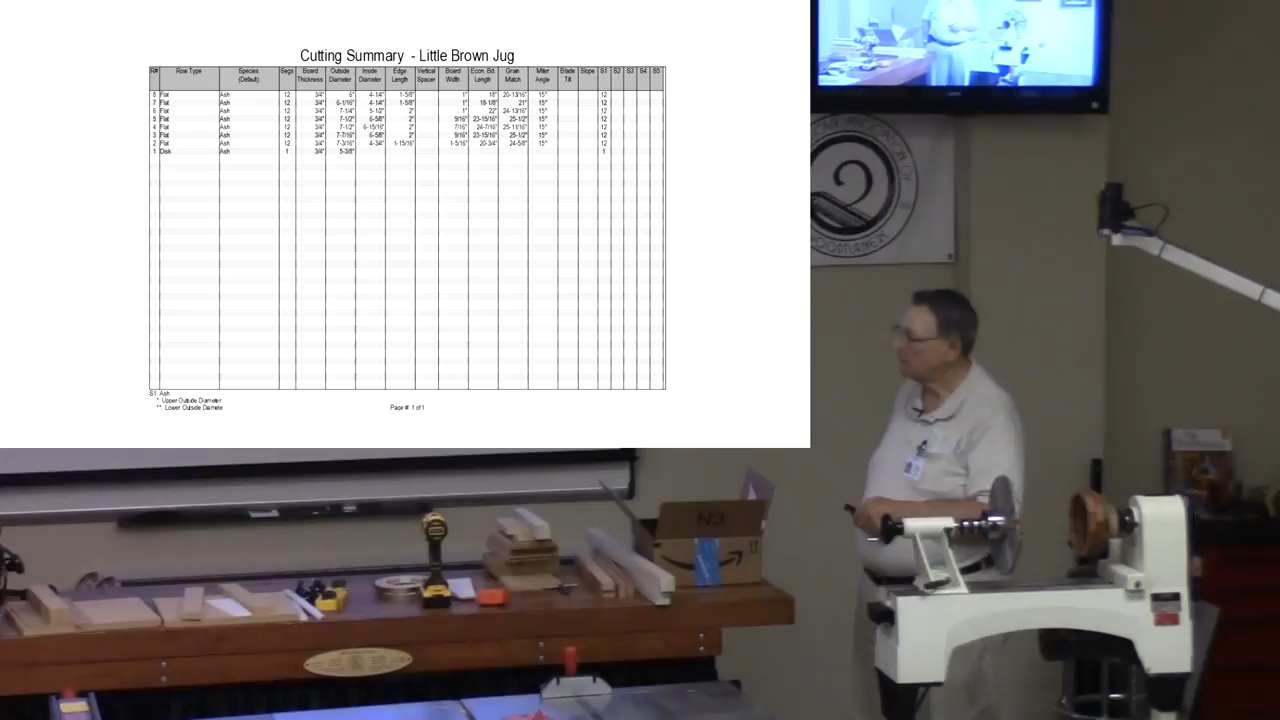 Cutting Summary - Little Brown Jug
R# Row Type Species (Default) Segs Board Thickness Outside Diameter Inside Diameter Edge Length Vertical Spacer Board Width Econ. Bd. Length Grain Match Miter Angle Blade Tilt Slope S1 S2 S3 S4 S5
8 Flat Ash 12 3/4" 6" 4-1/4" 1-5/8" 1" 18" 20-13/16" 15° 12
7 Flat Ash 12 3/4" 6-1/16" 4-1/4" 1-5/8" 1" 18-1/8" 21" 15° 12
6 Flat Ash 12 3/4" 7-1/4" 5-1/2" 2" 1" 22" 24-13/16" 15° 12
5 Flat Ash 12 3/4" 7-1/2" 6-5/8" 2" 9/16" 23-15/16" 25-1/2" 15° 12
4 Flat Ash 12 3/4" 7-1/2" 6-15/16" 2" 7/16" 24-7/16" 25-11/16" 15° 12
3 Flat Ash 12 3/4" 7-7/16" 6-5/8" 2" 9/16" 23-15/16" 25-1/2" 15° 12
2 Flat Ash 12 3/4" 7-3/16" 4-3/4" 1-15/16" 1-5/16" 20-3/4" 24-5/8" 15° 12
1 Disk Ash 1 3/4" 5-3/8" 1
S1: Ash
* Upper Outside Diameter
** Lower Outside Diamete
Page #: 1 of 1
ASSOCIATION OF
WOODTURNERS